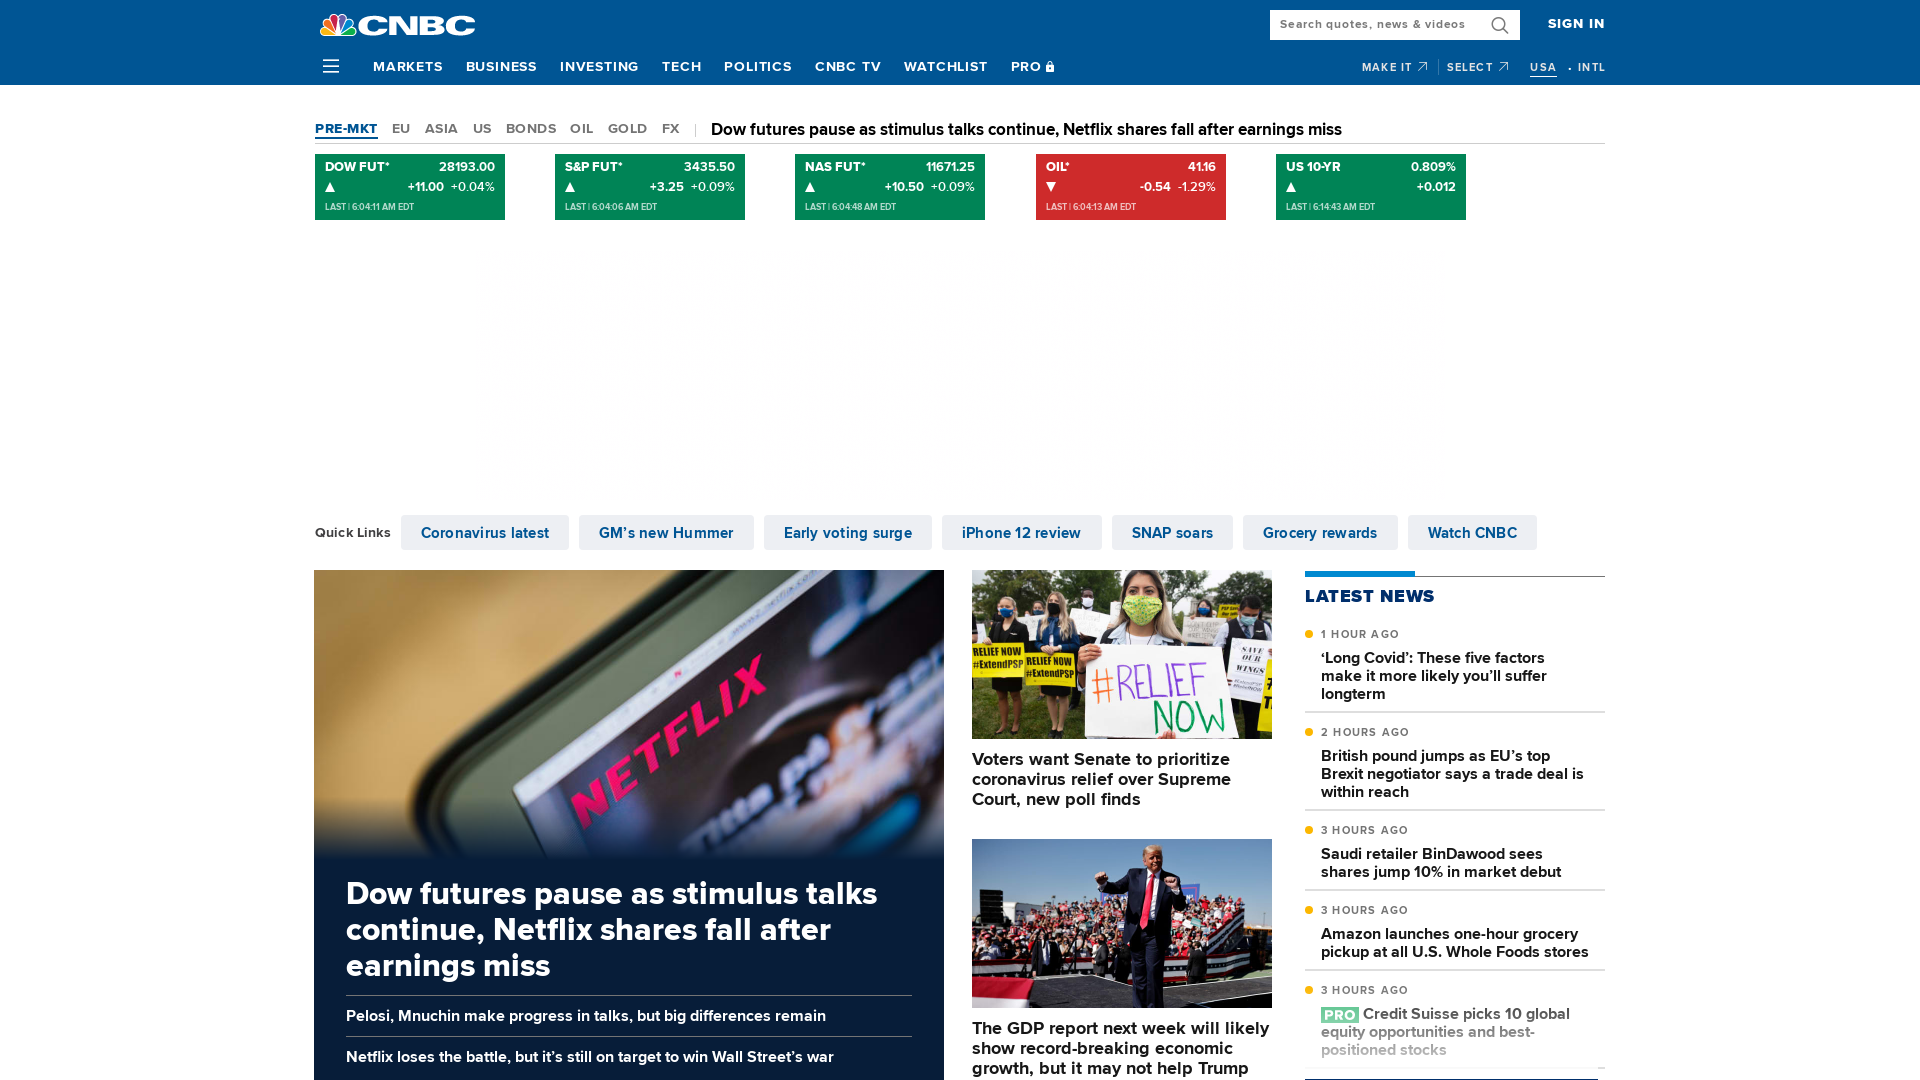 CNBC
Search quotes, news & videos
SIGN IN
MARKETS BUSINESS INVESTING TECH POLITICS CNBC TV WATCHLIST PRO
MAKE IT SELECT USA • INTL
PRE-MKT EU ASIA US BONDS OIL GOLD FX
Dow futures pause as stimulus talks continue, Netflix shares fall after earnings miss
DOW FUT* 28193.00
+11.00 +0.04%
LAST | 6:04:11 AM EDT
S&P FUT* 3435.50
+3.25 +0.09%
LAST | 6:04:06 AM EDT
NAS FUT* 11671.25
+10.50 +0.09%
LAST | 6:04:48 AM EDT
OIL* 41.16
-0.54 -1.29%
LAST | 6:04:13 AM EDT
US 10-YR 0.809%
+0.012
LAST | 6:14:43 AM EDT
Quick Links Coronavirus latest GM’s new Hummer Early voting surge iPhone 12 review SNAP soars Grocery rewards Watch CNBC
NETFLIX
Dow futures pause as stimulus talks
continue, Netflix shares fall after
earnings miss
Pelosi, Mnuchin make progress in talks, but big differences remain
Netflix loses the battle, but it’s still on target to win Wall Street’s war
RELIEF NOW
#ExtendPSP
RELIEF NOW
#ExtendPSP
#RELIEF
NOW
SAVE
OUR
WINGS
Voters want Senate to prioritize
coronavirus relief over Supreme
Court, new poll finds
The GDP report next week will likely
show record-breaking economic
growth, but it may not help Trump
LATEST NEWS
1 HOUR AGO
‘Long Covid’: These five factors
make it more likely you’ll suffer
longterm
2 HOURS AGO
British pound jumps as EU’s top
Brexit negotiator says a trade deal is
within reach
3 HOURS AGO
Saudi retailer BinDawood sees
shares jump 10% in market debut
3 HOURS AGO
Amazon launches one-hour grocery
pickup at all U.S. Whole Foods stores
3 HOURS AGO
PRO Credit Suisse picks 10 global
equity opportunities and best-
positioned stocks